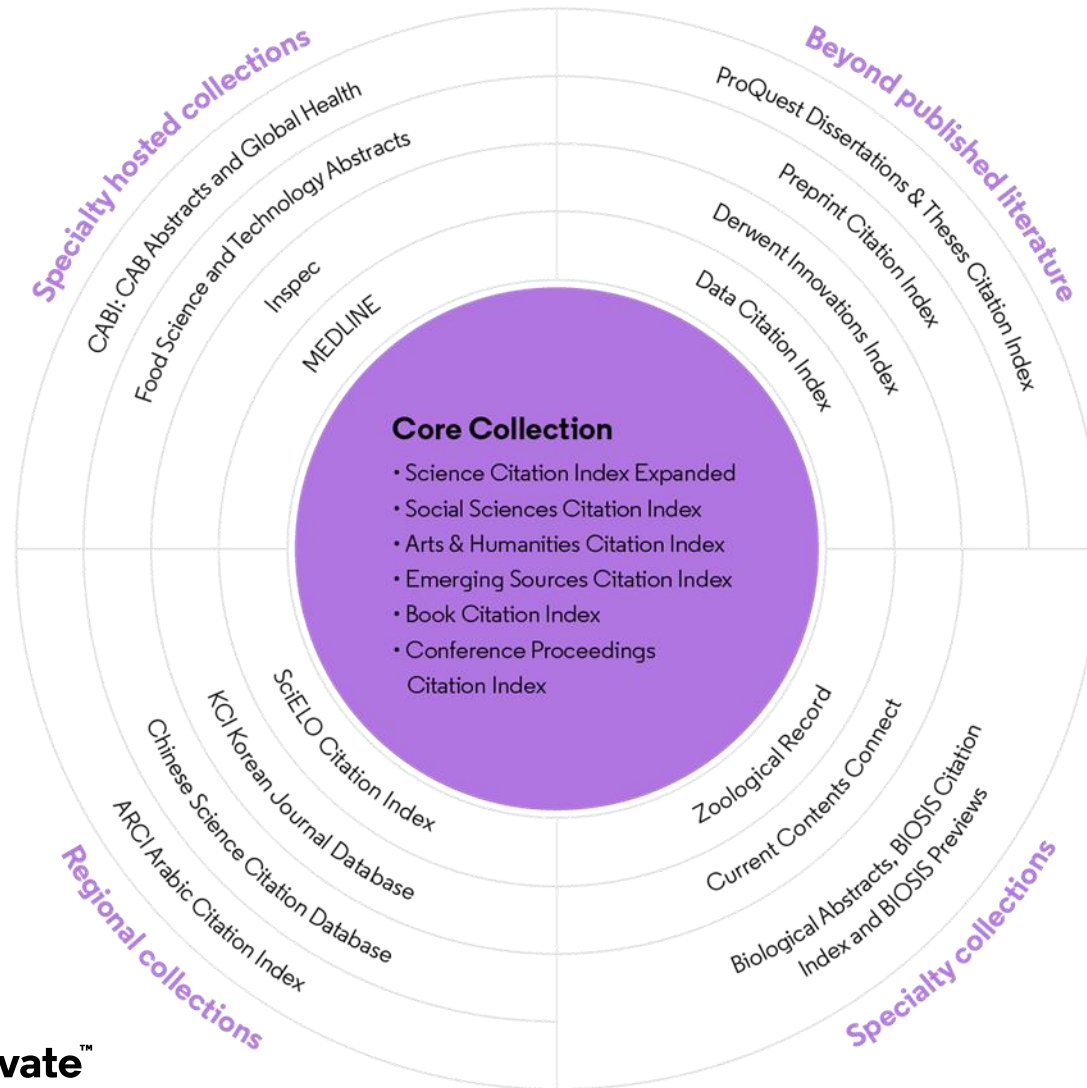 Specialty hosted collections
CABI: CAB Abstracts and Global Health
Food Science and Technology Abstracts
Inspec
MEDLINE
Beyond published literature
ProQuest Dissertations & Theses Citation Index
Preprint Citation Index
Derwent Innovations Index
Data Citation Index
Core Collection
• Science Citation Index Expanded
• Social Sciences Citation Index
• Arts & Humanities Citation Index
• Emerging Sources Citation Index
• Book Citation Index
• Conference Proceedings
Citation Index
SciELO Citation Index
KCI Korean Journal Database
Chinese Science Citation Database
ARCI Arabic Citation Index
Regional collections
Zoological Record
Current Contents Connect
Biological Abstracts, BIOSIS Citation
Index and BIOSIS Previews
Specialty collections
vate™